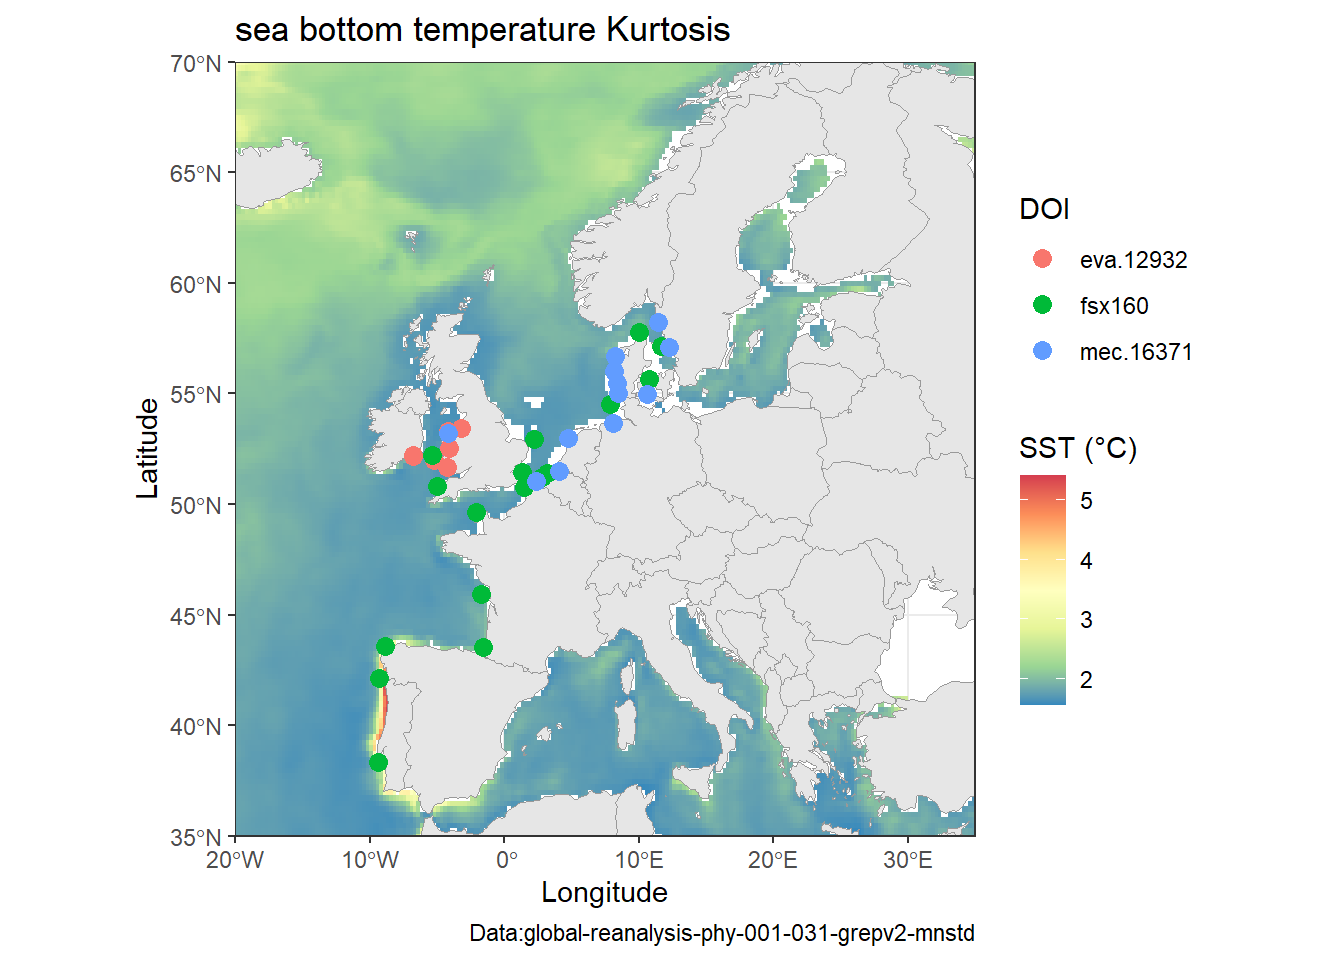 sea bottom temperature Kurtosis
70°N
65°N
60°N
55°N
50°N
45°N
40°N
35°N
20°W
10°W
0°
10°E
20°E
30°E
Latitude
Longitude
Data:global-reanalysis-phy-001-031-grepv2-mnstd
DOI
eva.12932
fsx160
mec.16371
SST (°C)
5
4
3
2